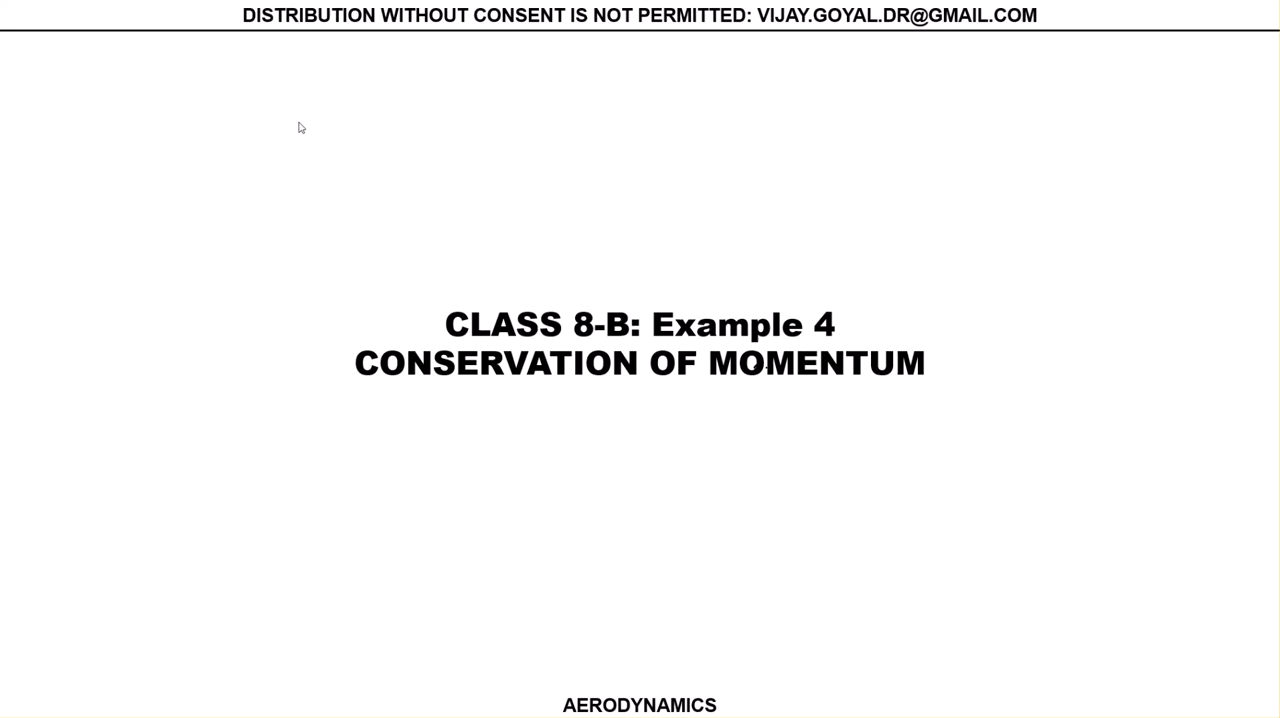 DISTRIBUTION WITHOUT CONSENT IS NOT PERMITTED: VIJAY.GOYAL.DR@GMAIL.COM
CLASS 8-B: Example 4
CONSERVATION OF MOMENTUM
AERODYNAMICS